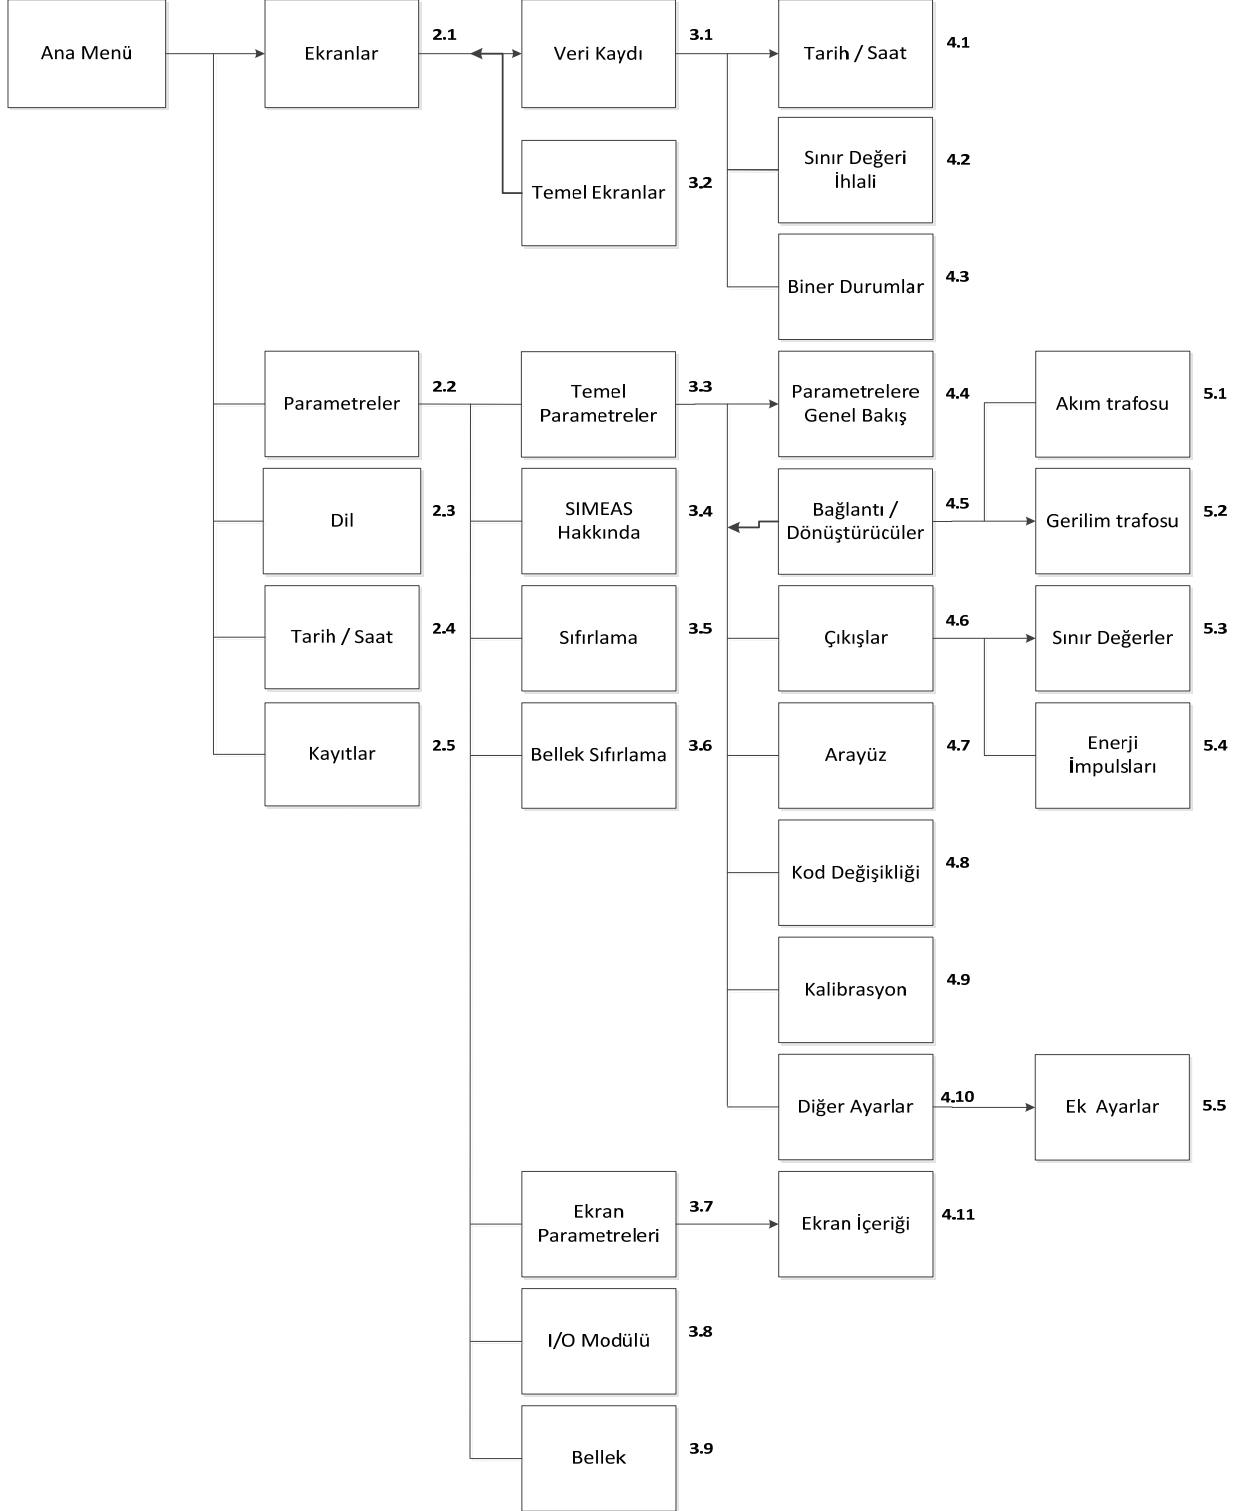 Ana Menü
Ekranlar
2.1
Veri Kaydı
3.1
Tarih / Saat
4.1
Sınır Değeri
İhlali
4.2
Temel Ekranlar
3.2
Biner Durumlar
4.3
Parametreler
2.2
Temel
Parametreler
3.3
Parametrelere
Genel Bakış
4.4
Akım trafosu
5.1
Dil
2.3
SIMEAS
Hakkında
3.4
Bağlantı /
Dönüştürücüler
4.5
Gerilim trafosu
5.2
Tarih / Saat
2.4
Sıfırlama
3.5
Çıkışlar
4.6
Sınır Değerler
5.3
Kayıtlar
2.5
Bellek Sıfırlama
3.6
Arayüz
4.7
Enerji
İmpulsları
5.4
Kod Değişikliği
4.8
Kalibrasyon
4.9
Diğer Ayarlar
4.10
Ek  Ayarlar
5.5
Ekran
Parametreleri
3.7
Ekran İçeriği
4.11
I/O Modülü
3.8
Bellek
3.9